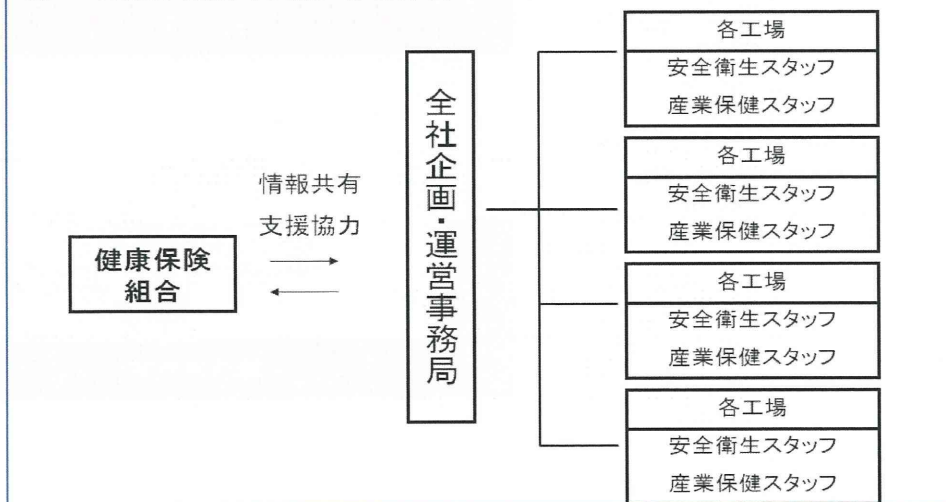 情報共有
支援協力
健康保険
組合
全社企画・運営事務局
各工場
安全衛生スタッフ
産業保健スタッフ
各工場
安全衛生スタッフ
産業保健スタッフ
各工場
安全衛生スタッフ
産業保健スタッフ
各工場
安全衛生スタッフ
産業保健スタッフ